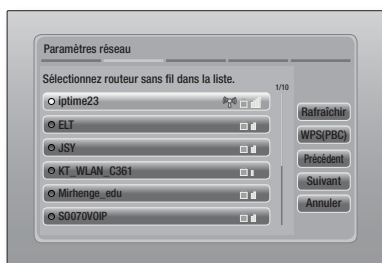 Paramètres réseau
Sélectionnez routeur sans fil dans la liste.
1/10
iptime23
ELT
JSY
KT_WLAN_C361
Mirhenge_edu
SO070VOIP
Rafraîchir
WPS(PBC)
Précédent
Suivant
Annuler